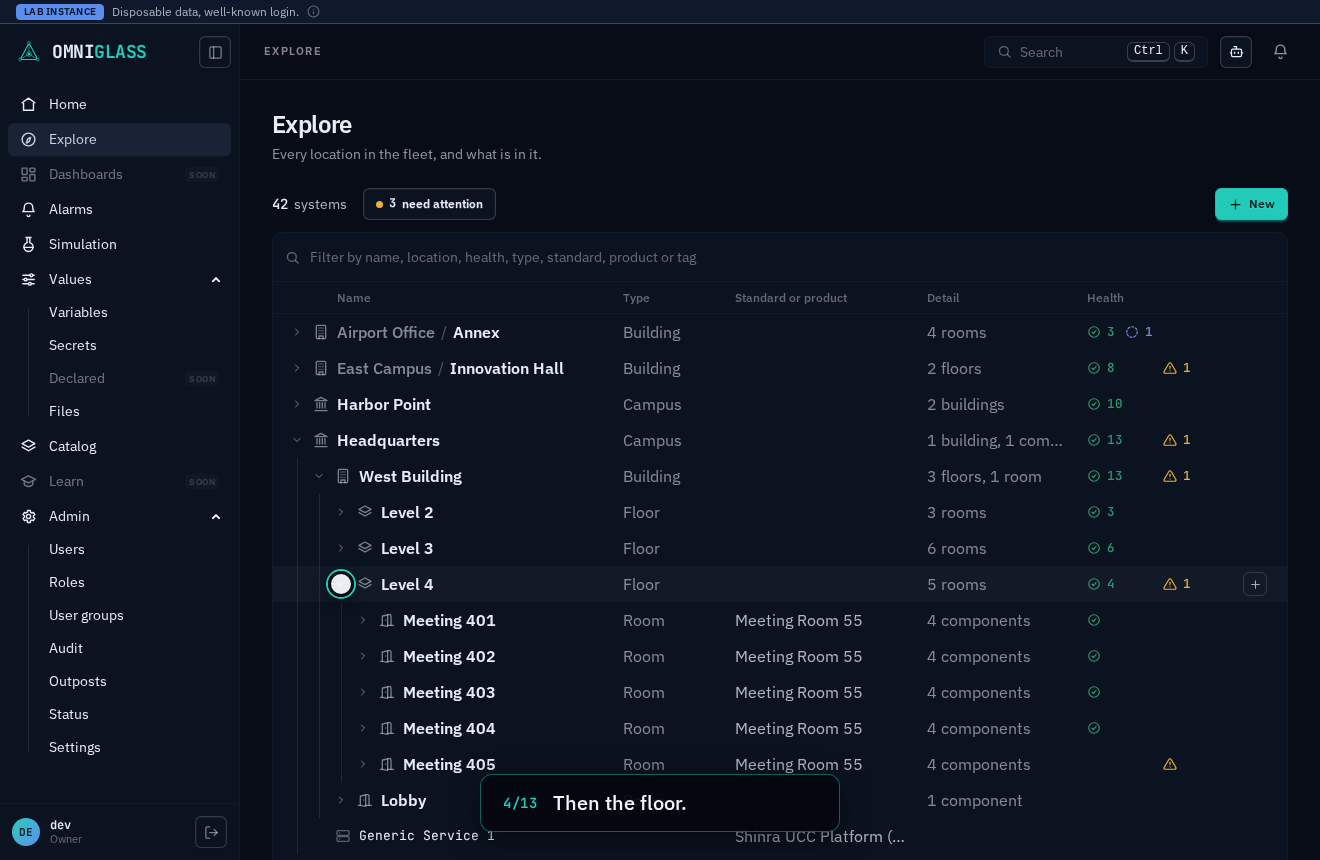 LAB INSTANCE Disposable data, well-known login.
OMNIGLASS
EXPLORE
Search Ctrl K
Home
Explore
Dashboards SOON
Alarms
Simulation
Values
Variables
Secrets
Declared SOON
Files
Catalog
Learn SOON
Admin
Users
Roles
User groups
Audit
Outposts
Status
Settings
DE dev
Owner
Explore
Every location in the fleet, and what is in it.
42 systems 3 need attention New
Filter by name, location, health, type, standard, product or tag
Name Type Standard or product Detail Health
Airport Office / Annex Building 4 rooms 3 1
East Campus / Innovation Hall Building 2 floors 8 1
Harbor Point Campus 2 buildings 10
Headquarters Campus 1 building, 1 com... 13 1
West Building Building 3 floors, 1 room 13 1
Level 2 Floor 3 rooms 3
Level 3 Floor 6 rooms 6
Level 4 Floor 5 rooms 4 1
Meeting 401 Room Meeting Room 55 4 components
Meeting 402 Room Meeting Room 55 4 components
Meeting 403 Room Meeting Room 55 4 components
Meeting 404 Room Meeting Room 55 4 components
Meeting 405 Room Meeting Room 55 4 components
Lobby 1 component
4/13 Then the floor.
Generic Service 1 Shinra UCC Platform (...